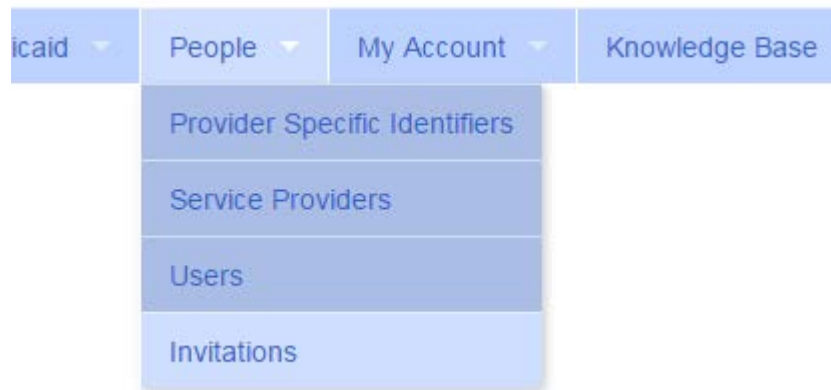 icaid People My Account Knowledge Base
Provider Specific Identifiers
Service Providers
Users
Invitations